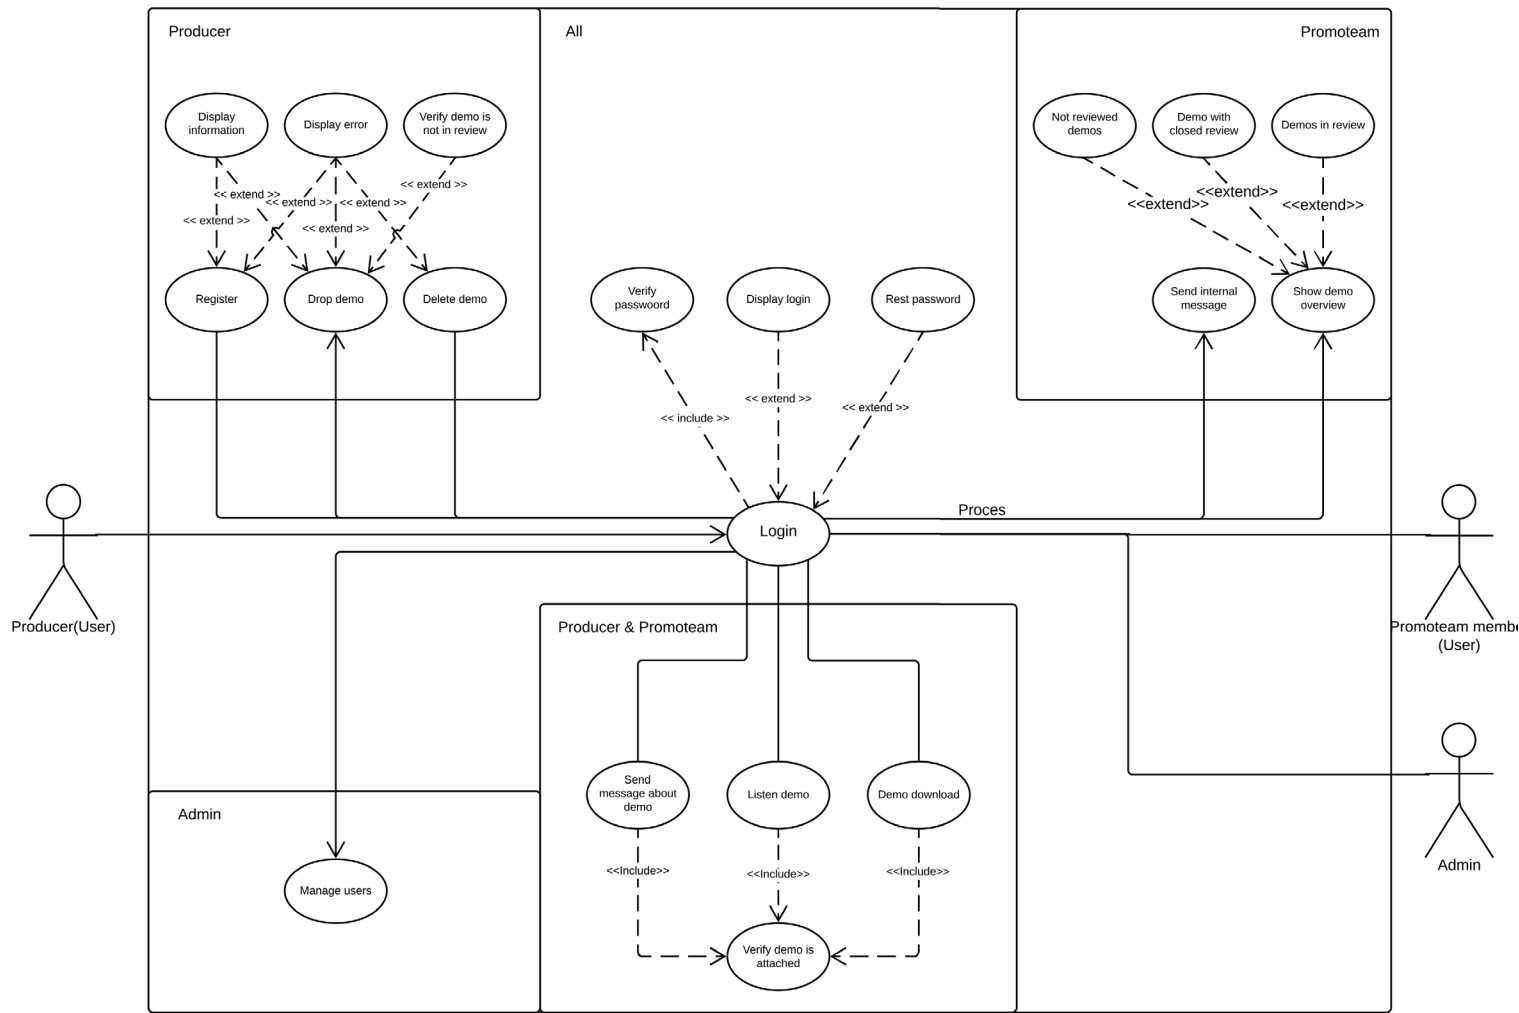 Producer
All
Promoteam
Display
information
Display error
Verify demo is
not in review
Not reviewed
demos
Demo with
closed review
Demos in review
<< extend >>
<< extend >>
<< extend >>
<< extend >>
<< extend >>
<< extend >>
<<extend>>
<<extend>>
<<extend>>
Register
Drop demo
Delete demo
Verify
passwoord
Display login
Rest password
Send internal
message
Show demo
overview
<< include >>
<< extend >>
<< extend >>
Proces
Login
Producer(User)
Promoteam membe
(User)
Producer & Promoteam
Send
message about
demo
Listen demo
Demo download
Admin
Admin
<<Include>>
<<Include>>
<<Include>>
Manage users
Verify demo is
attached